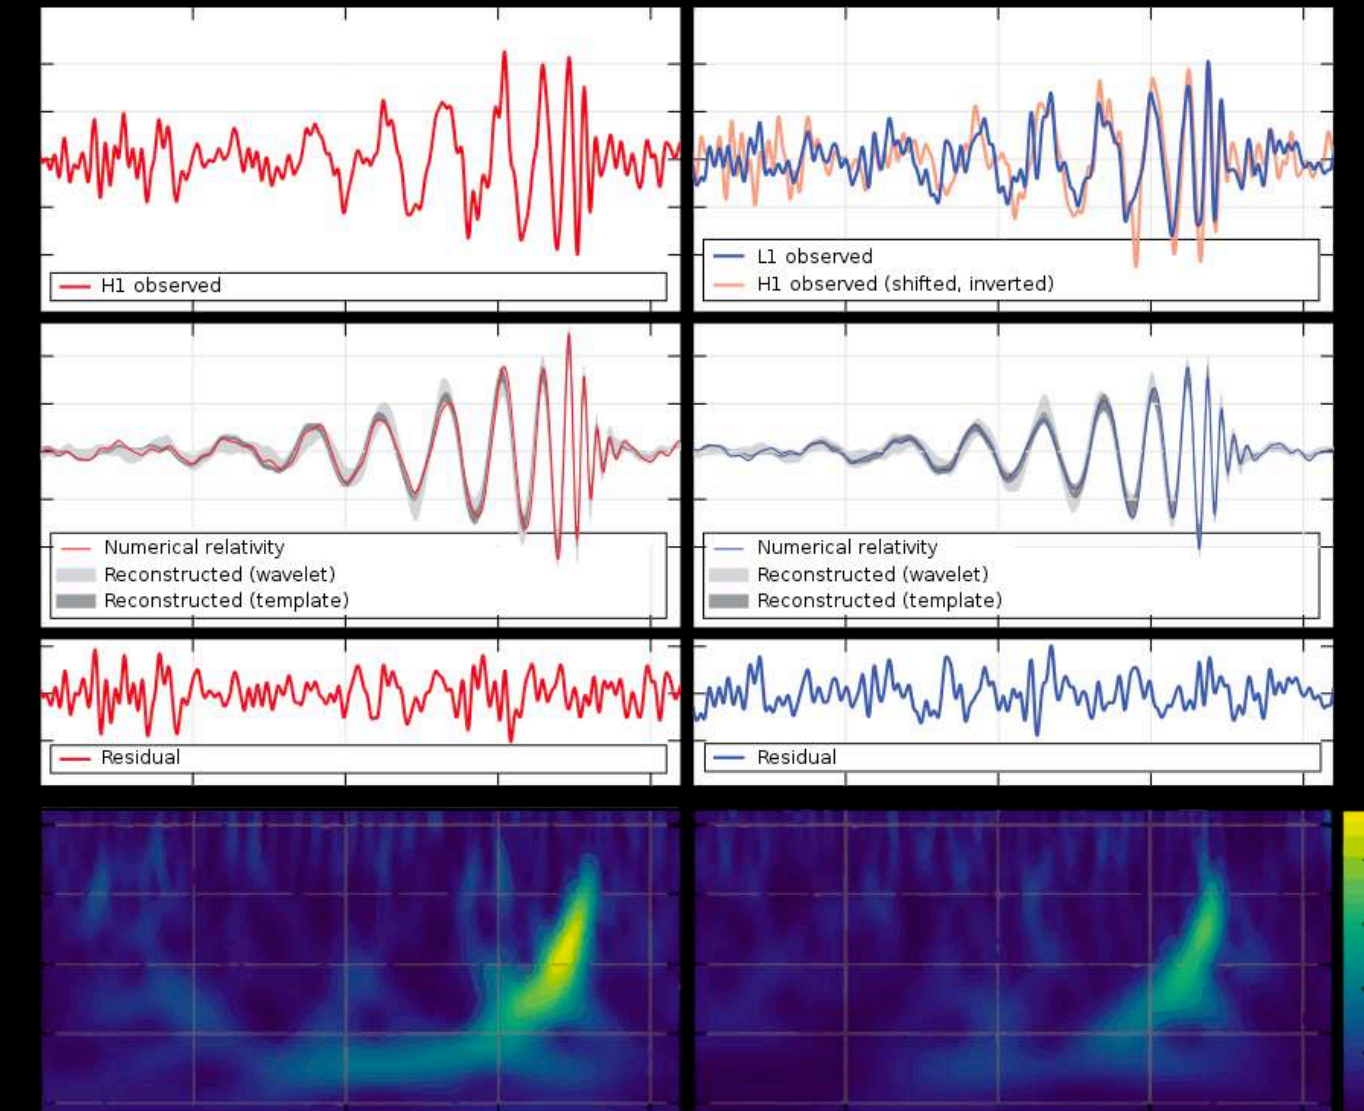 H1 observed
L1 observed
H1 observed (shifted, inverted)
Numerical relativity
Reconstructed (wavelet)
Reconstructed (template)
Numerical relativity
Reconstructed (wavelet)
Reconstructed (template)
Residual
Residual